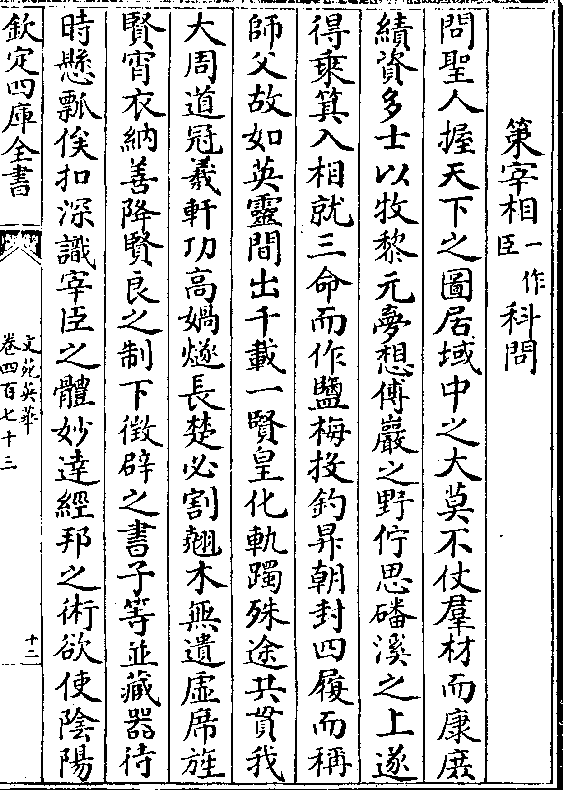 策宰相一作臣科問
問聖人握天下之圖居域中之大莫不仗羣材而康庶
績資多士以牧黎元夢想傅巖之野佇思磻溪之上遂
得乘箕入相就三命而作鹽梅投釣昇朝封四履而稱
師父故如英靈間出千載一賢皇化軌躅殊途共貫我
大周道冠羲軒功高媧燧長楚必割翹木無遺虛席旌
賢宵衣納善降賢良之制下徵辟之書子等並藏器待
時懸瓢俟扣深識宰臣之體妙達經邦之術欲使陰陽
欽定四庫全書
文苑英華
卷四百七十三
十二